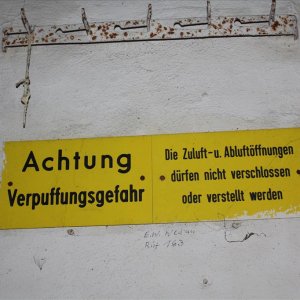 Achtung
Verpuffungsgefahr
Die Zuluft-u. Abluftöffnungen
dürfen nicht verschlossen
oder verstellt werden